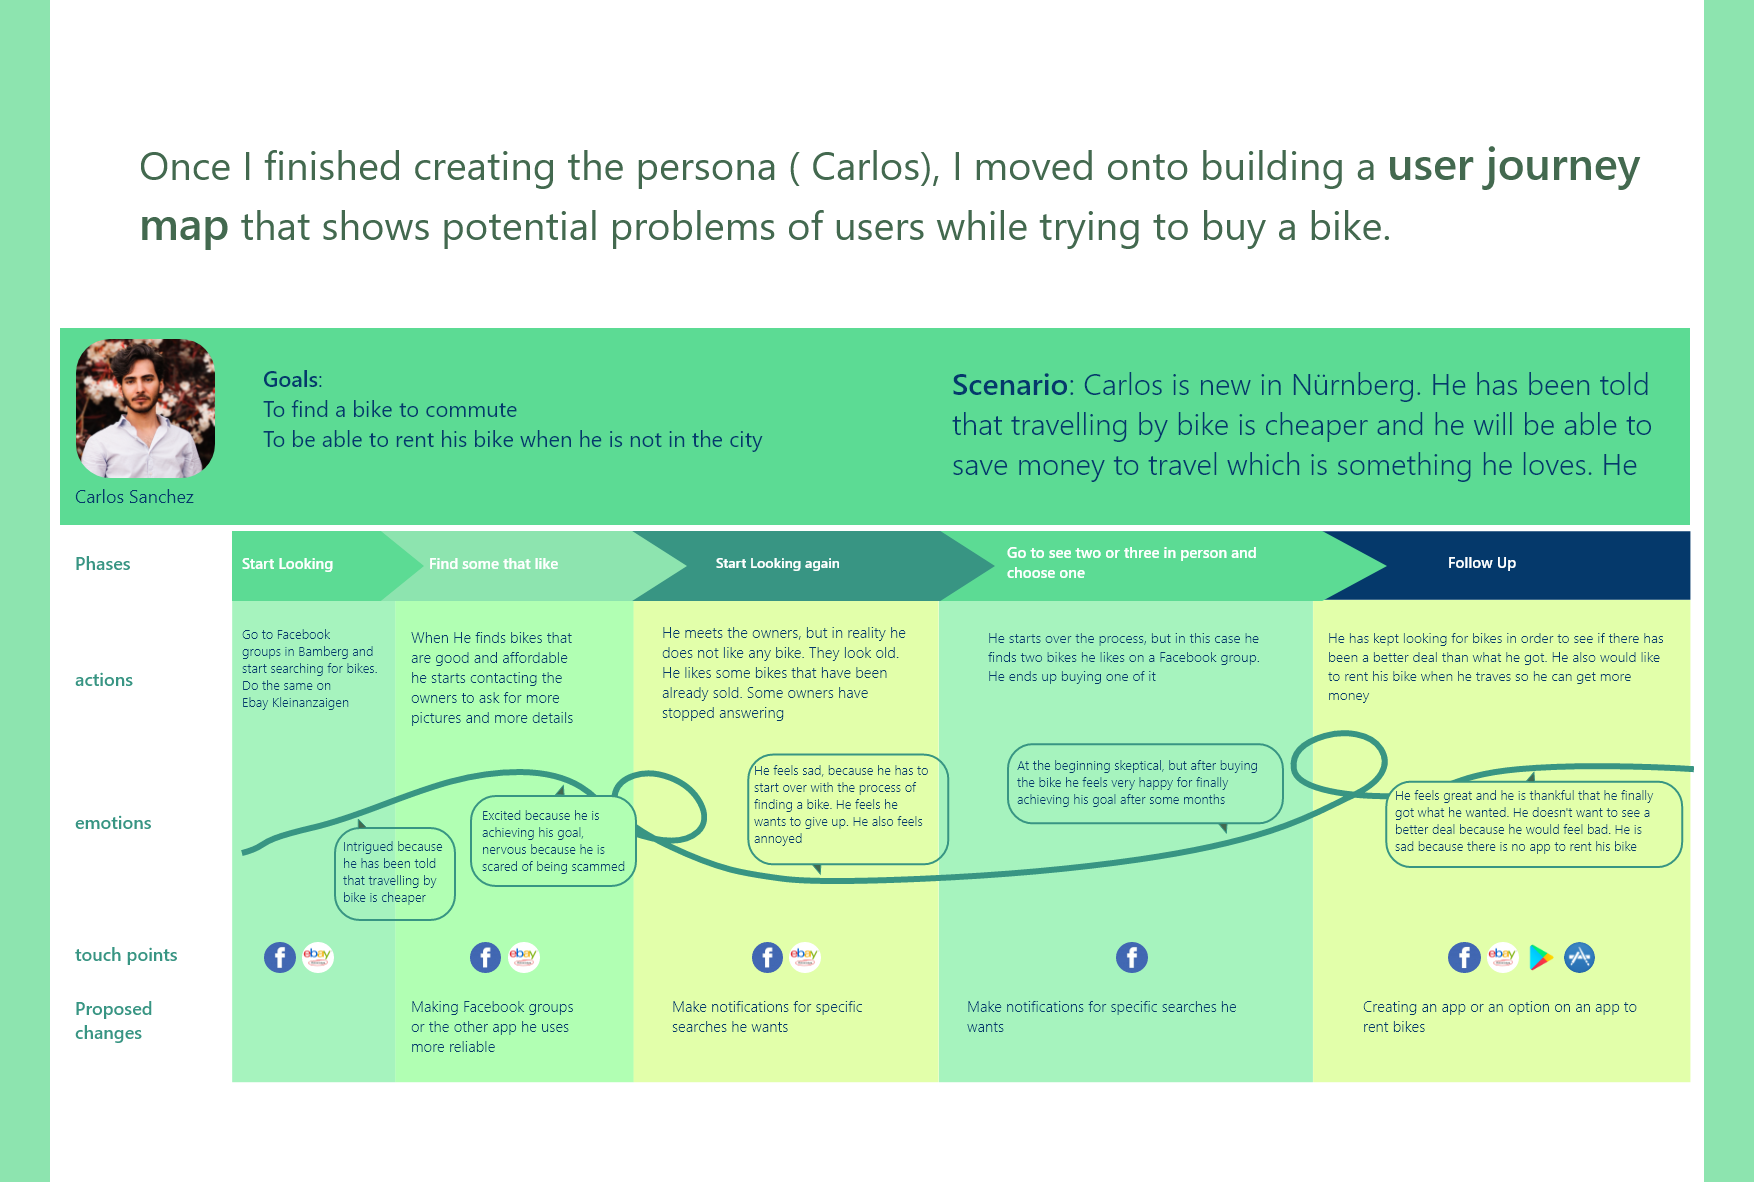 Once I finished creating the persona ( Carlos), I moved onto building a user journey
map that shows potential problems of users while trying to buy a bike.
Carlos Sanchez
Goals:
To find a bike to commute
To be able to rent his bike when he is not in the city
Scenario: Carlos is new in Nürnberg. He has been told
that travelling by bike is cheaper and he will be able to
save money to travel which is something he loves. He
Phases
Start Looking
Find some that like
Start Looking again
Go to see two or three in person and
choose one
Follow Up
actions
Go to Facebook
groups in Bamberg and
start searching for bikes.
Do the same on
Ebay Kleinanzaigen
When He finds bikes that
are good and affordable
he starts contacting the
owners to ask for more
pictures and more details
He meets the owners, but in reality he
does not like any bike. They look old.
He likes some bikes that have been
already sold. Some owners have
stopped answering
He starts over the process, but in this case he
finds two bikes he likes on a Facebook group.
He ends up buying one of it
He has kept looking for bikes in order to see if there has
been a better deal than what he got. He also would like
to rent his bike when he traves so he can get more
money
emotions
Intrigued because
he has been told
that travelling by
bike is cheaper
Excited because he is
achieving his goal,
nervous because he is
scared of being scammed
He feels sad, because he has to
start over with the process of
finding a bike. He feels he
wants to give up. He also feels
annoyed
At the beginning skeptical, but after buying
the bike he feels very happy for finally
achieving his goal after some months
He feels great and he is thankful that he finally
got what he wanted. He doesn't want to see a
better deal because he would feel bad. He is
sad because there is no app to rent his bike
touch points
f
ebay
f
ebay
f
ebay
f
f
ebay
Proposed
changes
Making Facebook groups
or the other app he uses
more reliable
Make notifications for specific
searches he wants
Make notifications for specific searches he
wants
Creating an app or an option on an app to
rent bikes